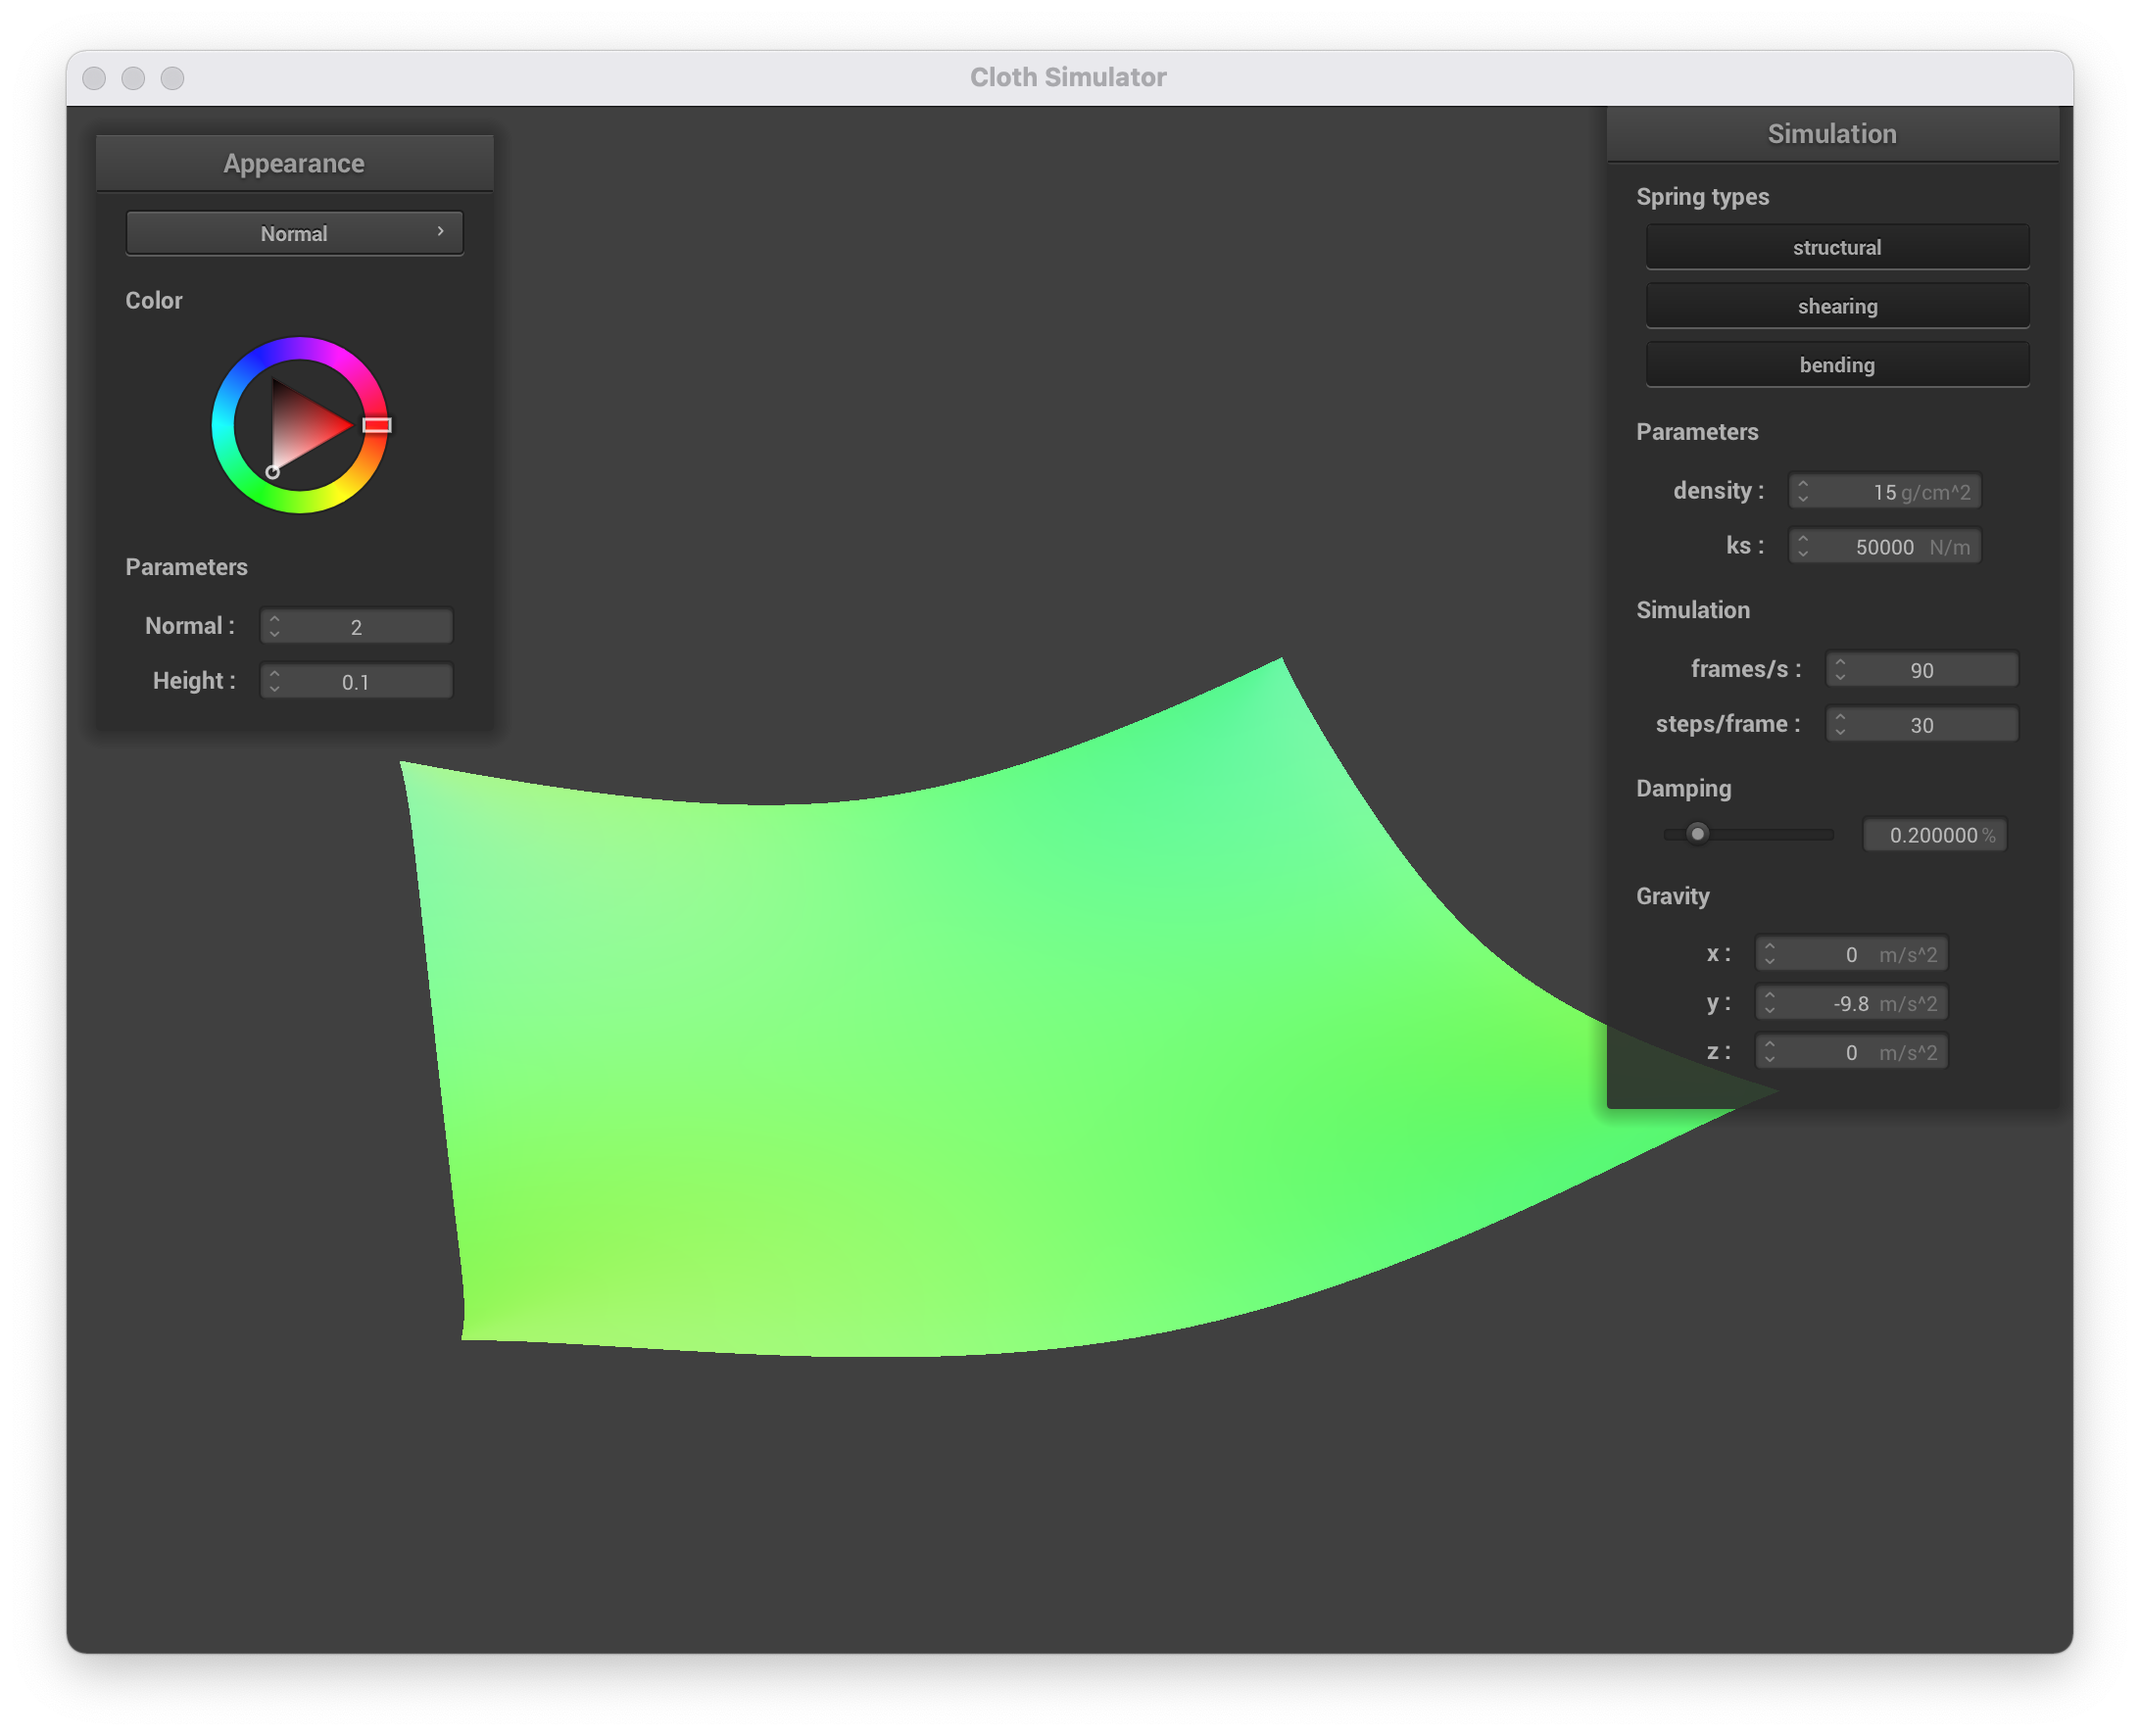 Cloth Simulator
Appearance
Normal
Color
Parameters
Normal :
2
Height :
0.1
Simulation
Spring types
structural
shearing
bending
Parameters
density :
15 g/cm^2
ks :
50000 N/m
Simulation
frames/s :
90
steps/frame :
30
Damping
0.200000 %
Gravity
x :
0 m/s^2
y :
-9.8 m/s^2
z :
0 m/s^2